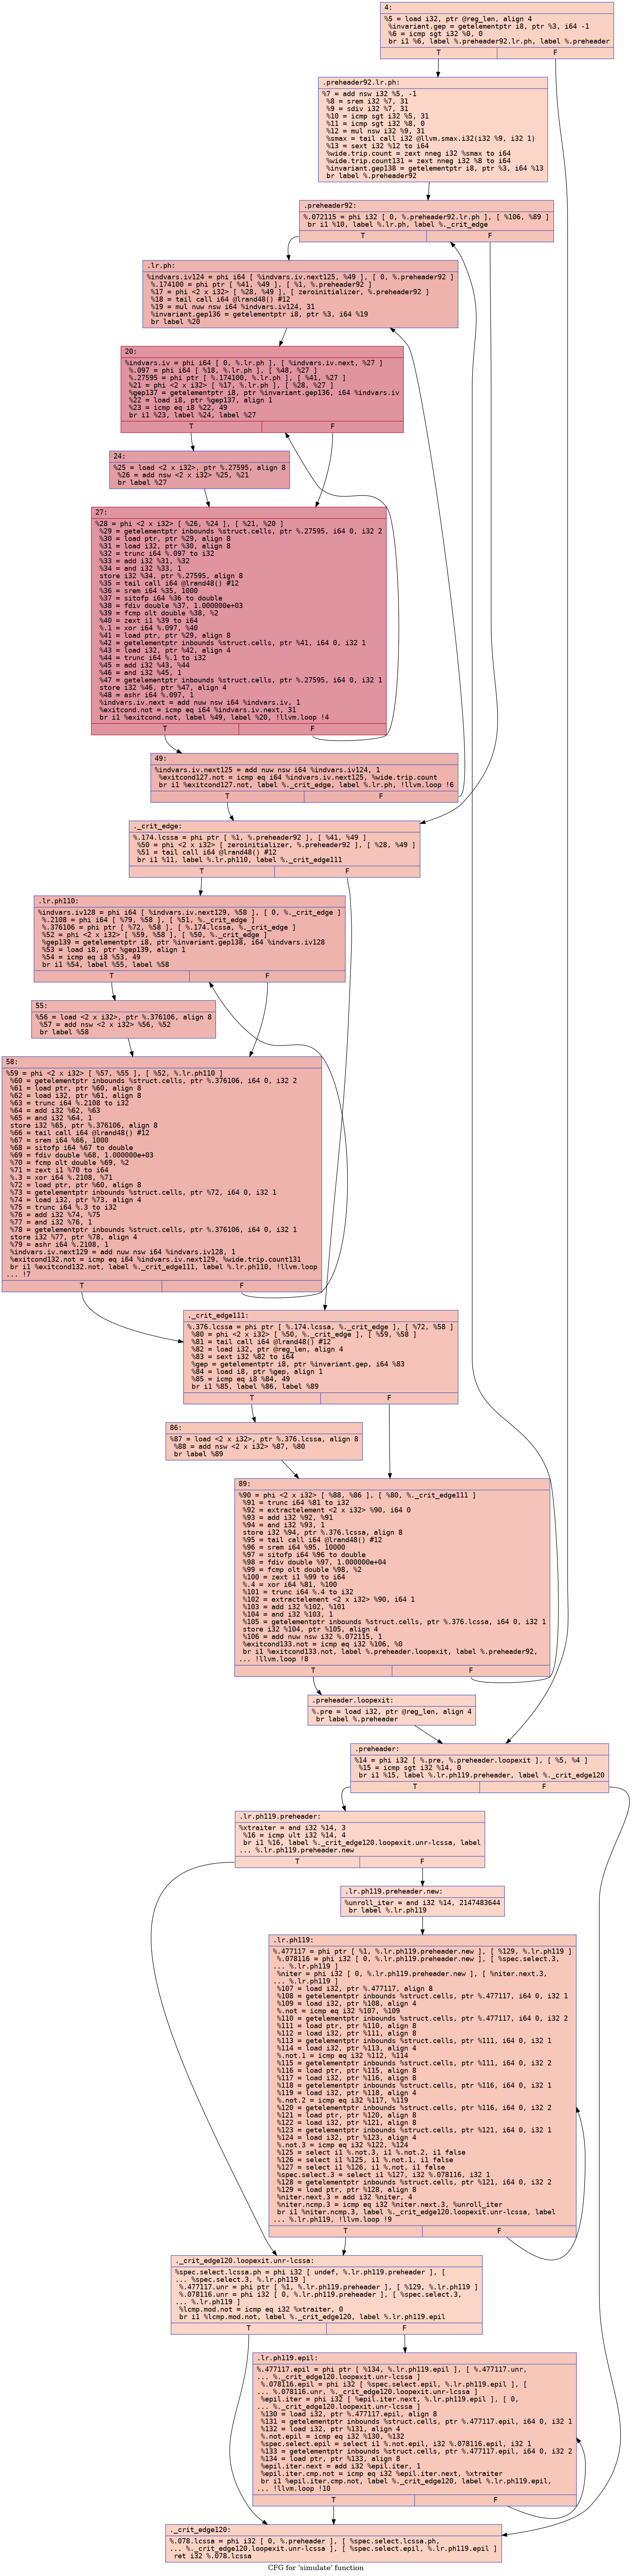 4:
%5 = load i32, ptr @reg_len, align 4
%invariant.gep = getelementptr i8, ptr %3, i64 -1
%6 = icmp sgt i32 %0, 0
br i1 %6, label %.preheader92.lr.ph, label %.preheader
T F
.preheader92.lr.ph:
%7 = add nsw i32 %5, -1
%8 = srem i32 %7, 31
%9 = sdiv i32 %7, 31
%10 = icmp sgt i32 %5, 31
%11 = icmp sgt i32 %8, 0
%12 = mul nsw i32 %9, 31
%smax = tail call i32 @llvm.smax.i32(i32 %9, i32 1)
%13 = sext i32 %12 to i64
%wide.trip.count = zext nneg i32 %smax to i64
%wide.trip.count131 = zext nneg i32 %8 to i64
%invariant.gep138 = getelementptr i8, ptr %3, i64 %13
br label %.preheader92
.preheader92:
%.072115 = phi i32 [ 0, %.preheader92.lr.ph ], [ %106, %89 ]
br i1 %10, label %.lr.ph, label %._crit_edge
T F
.lr.ph:
%indvars.iv124 = phi i64 [ %indvars.iv.next125, %49 ], [ 0, %.preheader92 ]
%.174100 = phi ptr [ %41, %49 ], [ %1, %.preheader92 ]
%17 = phi <2 x i32> [ %28, %49 ], [ zeroinitializer, %.preheader92 ]
%18 = tail call i64 @lrand48() #12
%19 = mul nuw nsw i64 %indvars.iv124, 31
%invariant.gep136 = getelementptr i8, ptr %3, i64 %19
br label %20
20:
%indvars.iv = phi i64 [ 0, %.lr.ph ], [ %indvars.iv.next, %27 ]
%.097 = phi i64 [ %18, %.lr.ph ], [ %48, %27 ]
%.27595 = phi ptr [ %.174100, %.lr.ph ], [ %41, %27 ]
%21 = phi <2 x i32> [ %17, %.lr.ph ], [ %28, %27 ]
%gep137 = getelementptr i8, ptr %invariant.gep136, i64 %indvars.iv
%22 = load i8, ptr %gep137, align 1
%23 = icmp eq i8 %22, 49
br i1 %23, label %24, label %27
T F
24:
%25 = load <2 x i32>, ptr %.27595, align 8
%26 = add nsw <2 x i32> %25, %21
br label %27
27:
%28 = phi <2 x i32> [ %26, %24 ], [ %21, %20 ]
%29 = getelementptr inbounds %struct.cells, ptr %.27595, i64 0, i32 2
%30 = load ptr, ptr %29, align 8
%31 = load i32, ptr %30, align 8
%32 = trunc i64 %.097 to i32
%33 = add i32 %31, %32
%34 = and i32 %33, 1
store i32 %34, ptr %.27595, align 8
%35 = tail call i64 @lrand48() #12
%36 = srem i64 %35, 1000
%37 = sitofp i64 %36 to double
%38 = fdiv double %37, 1.000000e+03
%39 = fcmp olt double %38, %2
%40 = zext i1 %39 to i64
%.1 = xor i64 %.097, %40
%41 = load ptr, ptr %29, align 8
%42 = getelementptr inbounds %struct.cells, ptr %41, i64 0, i32 1
%43 = load i32, ptr %42, align 4
%44 = trunc i64 %.1 to i32
%45 = add i32 %43, %44
%46 = and i32 %45, 1
%47 = getelementptr inbounds %struct.cells, ptr %.27595, i64 0, i32 1
store i32 %46, ptr %47, align 4
%48 = ashr i64 %.097, 1
%indvars.iv.next = add nuw nsw i64 %indvars.iv, 1
%exitcond.not = icmp eq i64 %indvars.iv.next, 31
br i1 %exitcond.not, label %49, label %20, !llvm.loop !4
T F
49:
%indvars.iv.next125 = add nuw nsw i64 %indvars.iv124, 1
%exitcond127.not = icmp eq i64 %indvars.iv.next125, %wide.trip.count
br i1 %exitcond127.not, label %._crit_edge, label %.lr.ph, !llvm.loop !6
T F
._crit_edge:
%.174.lcssa = phi ptr [ %1, %.preheader92 ], [ %41, %49 ]
%50 = phi <2 x i32> [ zeroinitializer, %.preheader92 ], [ %28, %49 ]
%51 = tail call i64 @lrand48() #12
br i1 %11, label %.lr.ph110, label %._crit_edge111
T F
.lr.ph110:
%indvars.iv128 = phi i64 [ %indvars.iv.next129, %58 ], [ 0, %._crit_edge ]
%.2108 = phi i64 [ %79, %58 ], [ %51, %._crit_edge ]
%.376106 = phi ptr [ %72, %58 ], [ %.174.lcssa, %._crit_edge ]
%52 = phi <2 x i32> [ %59, %58 ], [ %50, %._crit_edge ]
%gep139 = getelementptr i8, ptr %invariant.gep138, i64 %indvars.iv128
%53 = load i8, ptr %gep139, align 1
%54 = icmp eq i8 %53, 49
br i1 %54, label %55, label %58
T F
55:
%56 = load <2 x i32>, ptr %.376106, align 8
%57 = add nsw <2 x i32> %56, %52
br label %58
58:
%59 = phi <2 x i32> [ %57, %55 ], [ %52, %.lr.ph110 ]
%60 = getelementptr inbounds %struct.cells, ptr %.376106, i64 0, i32 2
%61 = load ptr, ptr %60, align 8
%62 = load i32, ptr %61, align 8
%63 = trunc i64 %.2108 to i32
%64 = add i32 %62, %63
%65 = and i32 %64, 1
store i32 %65, ptr %.376106, align 8
%66 = tail call i64 @lrand48() #12
%67 = srem i64 %66, 1000
%68 = sitofp i64 %67 to double
%69 = fdiv double %68, 1.000000e+03
%70 = fcmp olt double %69, %2
%71 = zext i1 %70 to i64
%.3 = xor i64 %.2108, %71
%72 = load ptr, ptr %60, align 8
%73 = getelementptr inbounds %struct.cells, ptr %72, i64 0, i32 1
%74 = load i32, ptr %73, align 4
%75 = trunc i64 %.3 to i32
%76 = add i32 %74, %75
%77 = and i32 %76, 1
%78 = getelementptr inbounds %struct.cells, ptr %.376106, i64 0, i32 1
store i32 %77, ptr %78, align 4
%79 = ashr i64 %.2108, 1
%indvars.iv.next129 = add nuw nsw i64 %indvars.iv128, 1
%exitcond132.not = icmp eq i64 %indvars.iv.next129, %wide.trip.count131
br i1 %exitcond132.not, label %._crit_edge111, label %.lr.ph110, !llvm.loop
... !7
T F
._crit_edge111:
%.376.lcssa = phi ptr [ %.174.lcssa, %._crit_edge ], [ %72, %58 ]
%80 = phi <2 x i32> [ %50, %._crit_edge ], [ %59, %58 ]
%81 = tail call i64 @lrand48() #12
%82 = load i32, ptr @reg_len, align 4
%83 = sext i32 %82 to i64
%gep = getelementptr i8, ptr %invariant.gep, i64 %83
%84 = load i8, ptr %gep, align 1
%85 = icmp eq i8 %84, 49
br i1 %85, label %86, label %89
T F
86:
%87 = load <2 x i32>, ptr %.376.lcssa, align 8
%88 = add nsw <2 x i32> %87, %80
br label %89
89:
%90 = phi <2 x i32> [ %88, %86 ], [ %80, %._crit_edge111 ]
%91 = trunc i64 %81 to i32
%92 = extractelement <2 x i32> %90, i64 0
%93 = add i32 %92, %91
%94 = and i32 %93, 1
store i32 %94, ptr %.376.lcssa, align 8
%95 = tail call i64 @lrand48() #12
%96 = srem i64 %95, 10000
%97 = sitofp i64 %96 to double
%98 = fdiv double %97, 1.000000e+04
%99 = fcmp olt double %98, %2
%100 = zext i1 %99 to i64
%.4 = xor i64 %81, %100
%101 = trunc i64 %.4 to i32
%102 = extractelement <2 x i32> %90, i64 1
%103 = add i32 %102, %101
%104 = and i32 %103, 1
%105 = getelementptr inbounds %struct.cells, ptr %.376.lcssa, i64 0, i32 1
store i32 %104, ptr %105, align 4
%106 = add nuw nsw i32 %.072115, 1
%exitcond133.not = icmp eq i32 %106, %0
br i1 %exitcond133.not, label %.preheader.loopexit, label %.preheader92,
... !llvm.loop !8
T F
.preheader.loopexit:
%.pre = load i32, ptr @reg_len, align 4
br label %.preheader
.preheader:
%14 = phi i32 [ %.pre, %.preheader.loopexit ], [ %5, %4 ]
%15 = icmp sgt i32 %14, 0
br i1 %15, label %.lr.ph119.preheader, label %._crit_edge120
T F
.lr.ph119.preheader:
%xtraiter = and i32 %14, 3
%16 = icmp ult i32 %14, 4
br i1 %16, label %._crit_edge120.loopexit.unr-lcssa, label
... %.lr.ph119.preheader.new
T F
.lr.ph119.preheader.new:
%unroll_iter = and i32 %14, 2147483644
br label %.lr.ph119
.lr.ph119:
%.477117 = phi ptr [ %1, %.lr.ph119.preheader.new ], [ %129, %.lr.ph119 ]
%.078116 = phi i32 [ 0, %.lr.ph119.preheader.new ], [ %spec.select.3,
... %.lr.ph119 ]
%niter = phi i32 [ 0, %.lr.ph119.preheader.new ], [ %niter.next.3,
... %.lr.ph119 ]
%107 = load i32, ptr %.477117, align 8
%108 = getelementptr inbounds %struct.cells, ptr %.477117, i64 0, i32 1
%109 = load i32, ptr %108, align 4
%.not = icmp eq i32 %107, %109
%110 = getelementptr inbounds %struct.cells, ptr %.477117, i64 0, i32 2
%111 = load ptr, ptr %110, align 8
%112 = load i32, ptr %111, align 8
%113 = getelementptr inbounds %struct.cells, ptr %111, i64 0, i32 1
%114 = load i32, ptr %113, align 4
%.not.1 = icmp eq i32 %112, %114
%115 = getelementptr inbounds %struct.cells, ptr %111, i64 0, i32 2
%116 = load ptr, ptr %115, align 8
%117 = load i32, ptr %116, align 8
%118 = getelementptr inbounds %struct.cells, ptr %116, i64 0, i32 1
%119 = load i32, ptr %118, align 4
%.not.2 = icmp eq i32 %117, %119
%120 = getelementptr inbounds %struct.cells, ptr %116, i64 0, i32 2
%121 = load ptr, ptr %120, align 8
%122 = load i32, ptr %121, align 8
%123 = getelementptr inbounds %struct.cells, ptr %121, i64 0, i32 1
%124 = load i32, ptr %123, align 4
%.not.3 = icmp eq i32 %122, %124
%125 = select i1 %.not.3, i1 %.not.2, i1 false
%126 = select i1 %125, i1 %.not.1, i1 false
%127 = select i1 %126, i1 %.not, i1 false
%spec.select.3 = select i1 %127, i32 %.078116, i32 1
%128 = getelementptr inbounds %struct.cells, ptr %121, i64 0, i32 2
%129 = load ptr, ptr %128, align 8
%niter.next.3 = add i32 %niter, 4
%niter.ncmp.3 = icmp eq i32 %niter.next.3, %unroll_iter
br i1 %niter.ncmp.3, label %._crit_edge120.loopexit.unr-lcssa, label
... %.lr.ph119, !llvm.loop !9
T F
._crit_edge120.loopexit.unr-lcssa:
%spec.select.lcssa.ph = phi i32 [ undef, %.lr.ph119.preheader ], [
... %spec.select.3, %.lr.ph119 ]
%.477117.unr = phi ptr [ %1, %.lr.ph119.preheader ], [ %129, %.lr.ph119 ]
%.078116.unr = phi i32 [ 0, %.lr.ph119.preheader ], [ %spec.select.3,
... %.lr.ph119 ]
%lcmp.mod.not = icmp eq i32 %xtraiter, 0
br i1 %lcmp.mod.not, label %._crit_edge120, label %.lr.ph119.epil
T F
.lr.ph119.epil:
%.477117.epil = phi ptr [ %134, %.lr.ph119.epil ], [ %.477117.unr,
... %._crit_edge120.loopexit.unr-lcssa ]
%.078116.epil = phi i32 [ %spec.select.epil, %.lr.ph119.epil ], [
... %.078116.unr, %._crit_edge120.loopexit.unr-lcssa ]
%epil.iter = phi i32 [ %epil.iter.next, %.lr.ph119.epil ], [ 0,
... %._crit_edge120.loopexit.unr-lcssa ]
%130 = load i32, ptr %.477117.epil, align 8
%131 = getelementptr inbounds %struct.cells, ptr %.477117.epil, i64 0, i32 1
%132 = load i32, ptr %131, align 4
%.not.epil = icmp eq i32 %130, %132
%spec.select.epil = select i1 %.not.epil, i32 %.078116.epil, i32 1
%133 = getelementptr inbounds %struct.cells, ptr %.477117.epil, i64 0, i32 2
%134 = load ptr, ptr %133, align 8
%epil.iter.next = add i32 %epil.iter, 1
%epil.iter.cmp.not = icmp eq i32 %epil.iter.next, %xtraiter
br i1 %epil.iter.cmp.not, label %._crit_edge120, label %.lr.ph119.epil,
... !llvm.loop !10
T F
._crit_edge120:
%.078.lcssa = phi i32 [ 0, %.preheader ], [ %spec.select.lcssa.ph,
... %._crit_edge120.loopexit.unr-lcssa ], [ %spec.select.epil, %.lr.ph119.epil ]
ret i32 %.078.lcssa
CFG for 'simulate' function